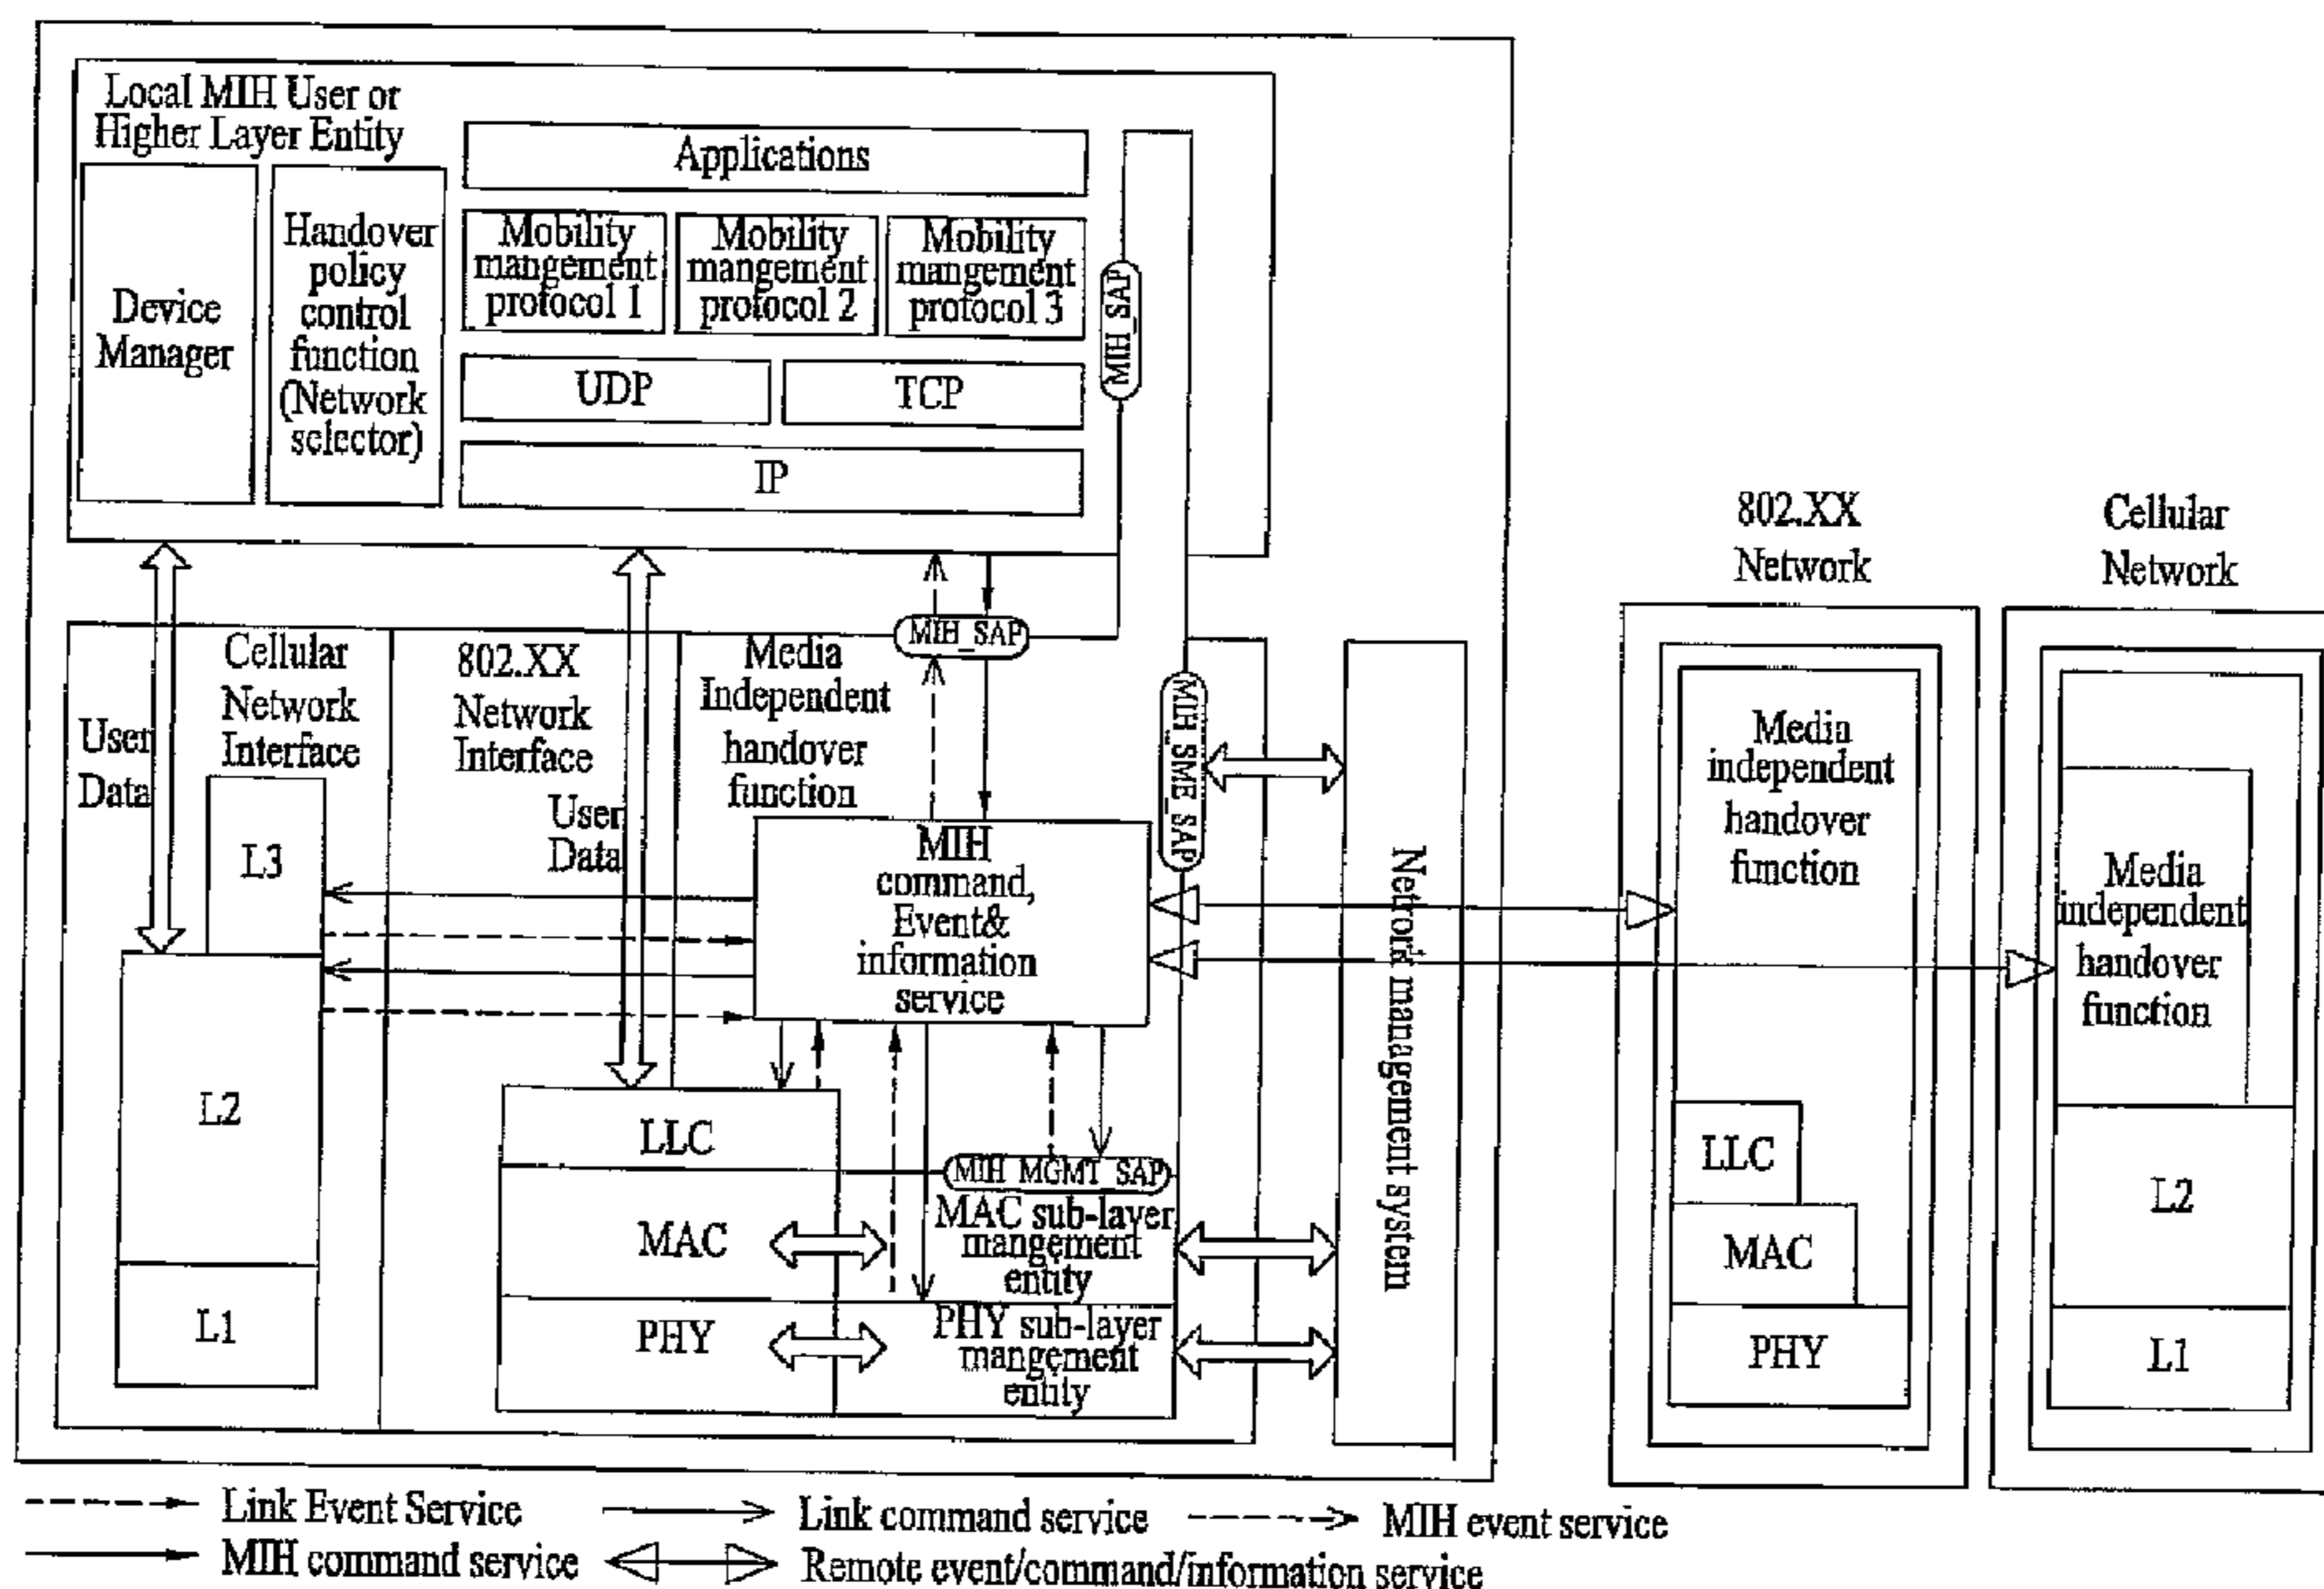 Local MIH User or
Higher Layer Entity
Device
Manager
Handover
policy
control
function
(Network
selector)
Applications
Mobility
mangement
protocol 1
Mobility
mangement
protocol 2
Mobility
mangement
protocol 3
UDP
TCP
IP
MIH_SAP
MIH_SAP
MIH_SME_SAP
User
Data
Cellular
Network
Interface
L3
L2
L1
802.XX
Network
Interface
User
Data
Media
Independent
handover
function
MIH
command,
Event&
information
service
LLC
MAC
PHY
MIH_MGMT_SAP
MAC sub-layer
mangement
entity
PHY sub-layer
mangement
entity
Networld management system
802.XX
Network
Media
independent
handover
function
LLC
MAC
PHY
Cellular
Network
Media
independent
handover
function
L2
L1
Link Event Service
Link command service
MIH event service
MIH command service
Remote event/command/information service